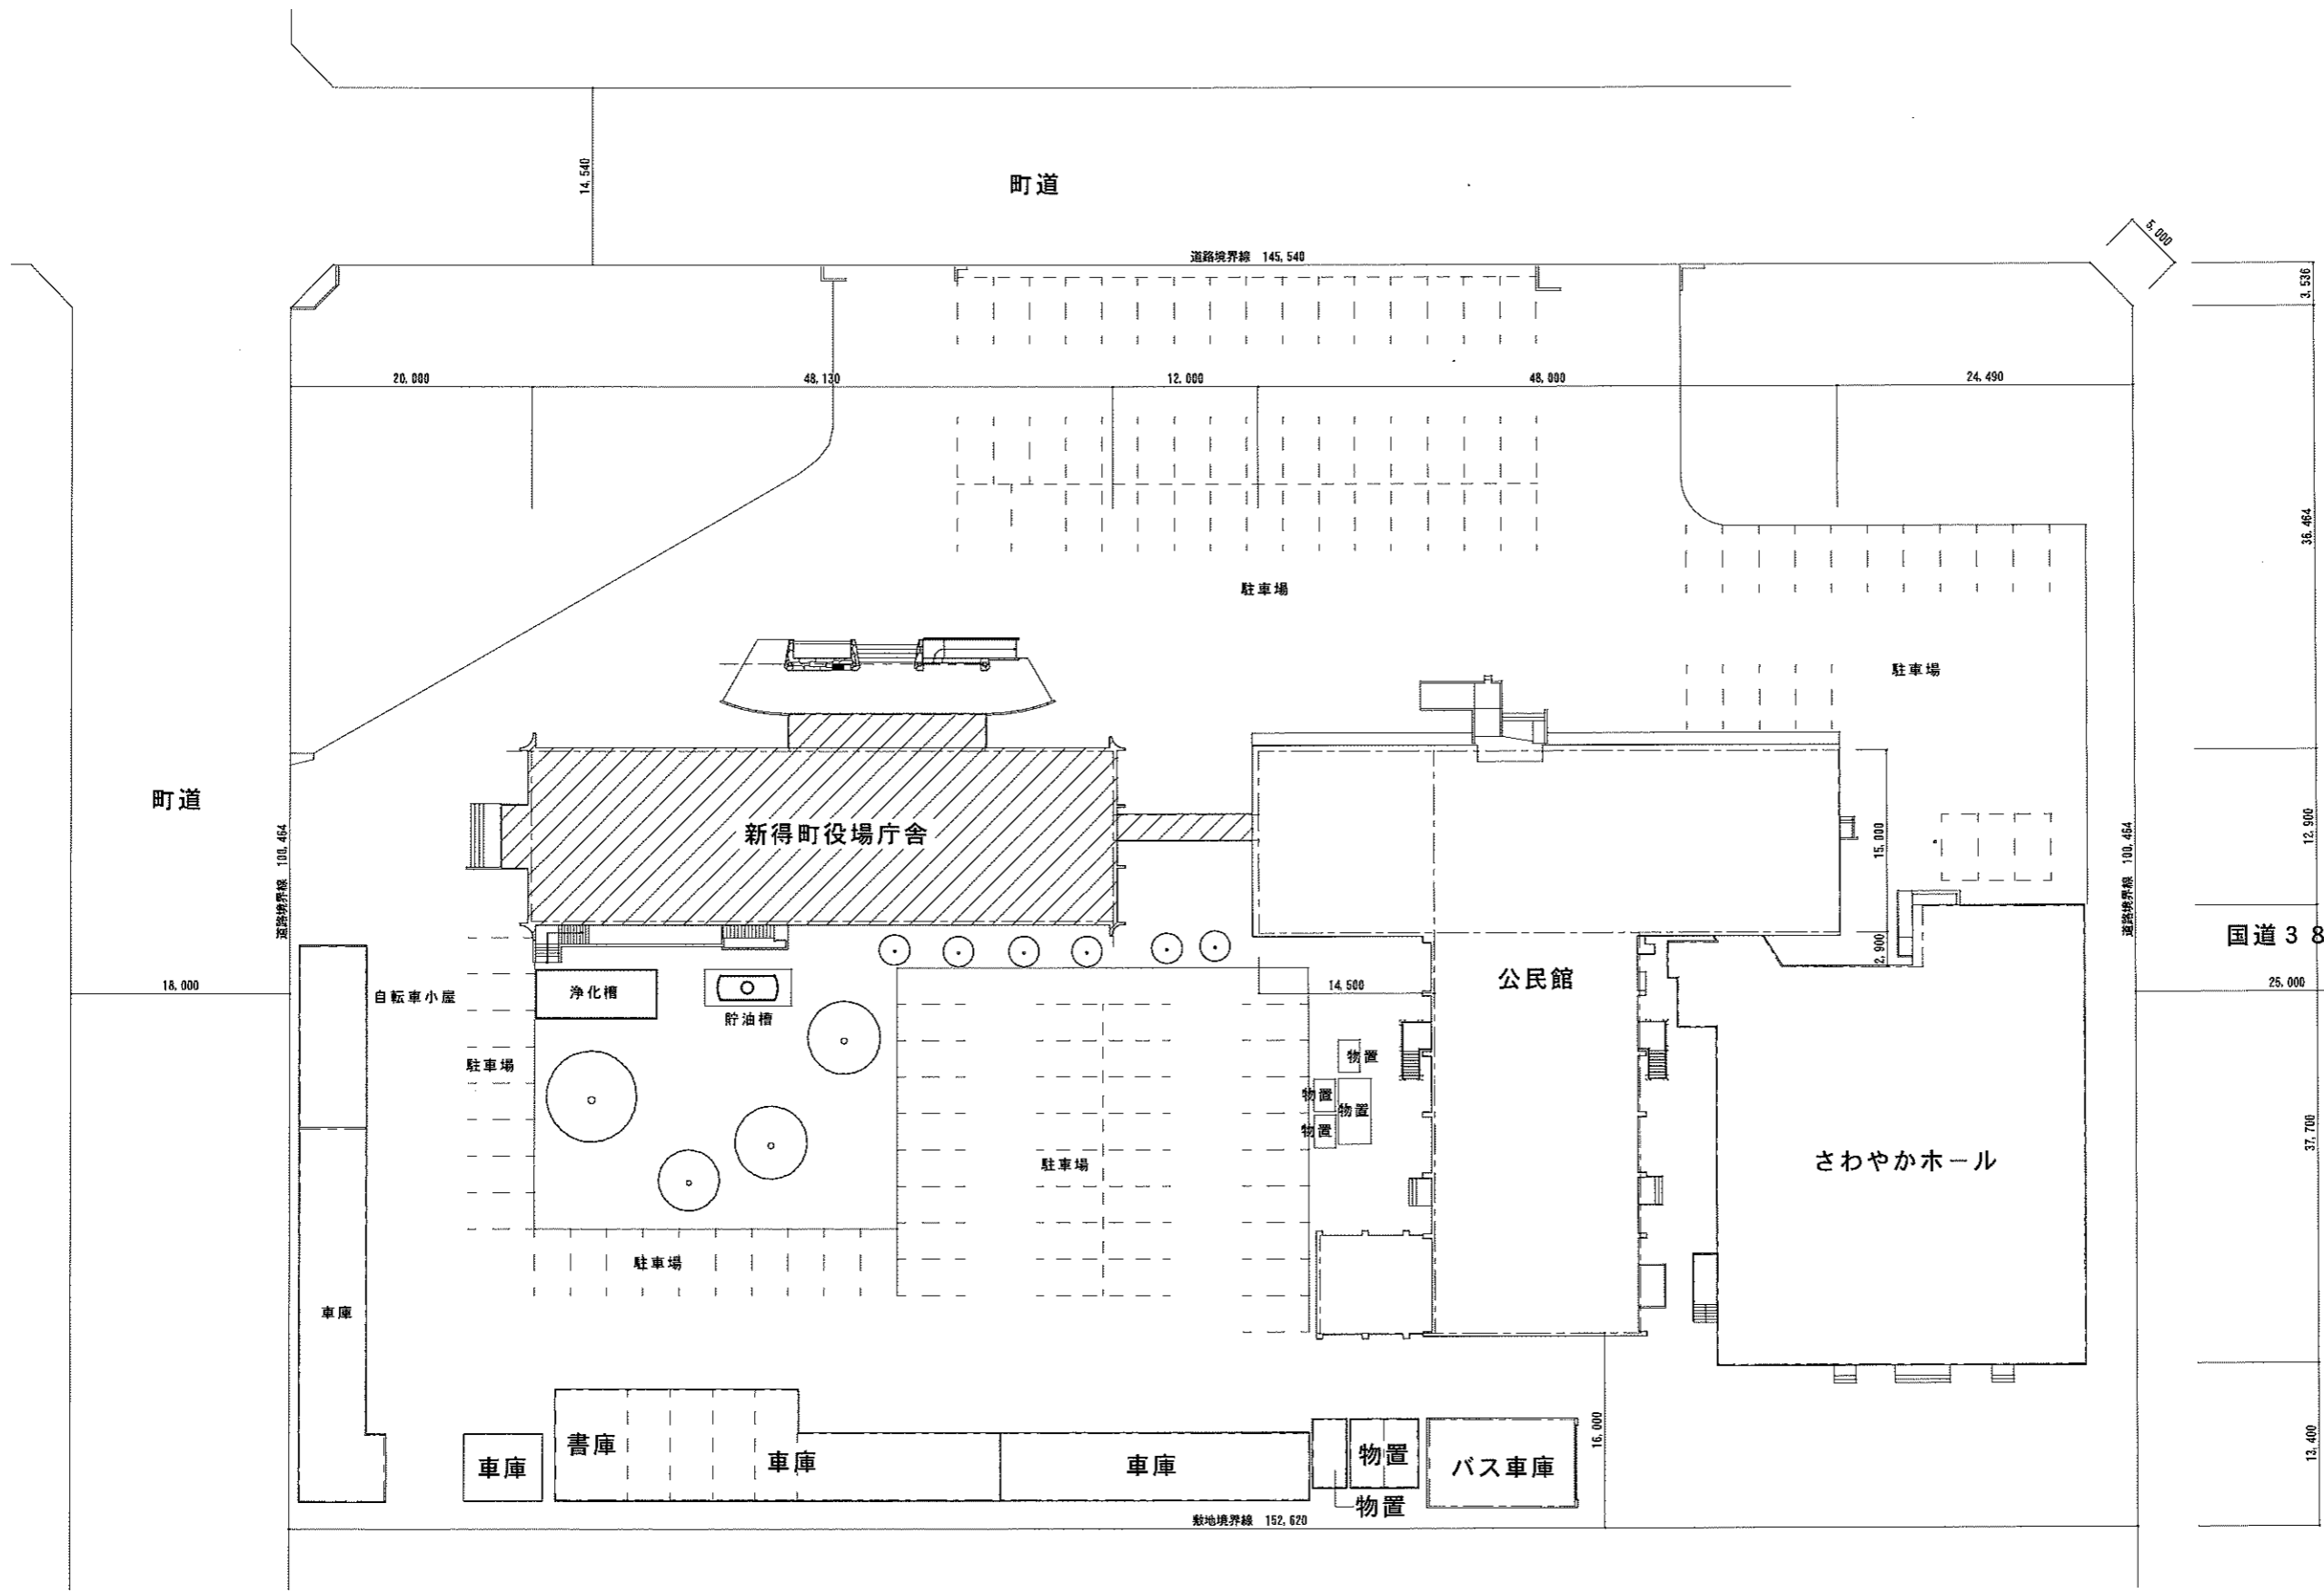 14,540
町道
道路境界線 145,540
5,000
3,536
20,000
48,130
12.000
48,000
24,490
36,464
駐車場
駐車場
町道
新得町役場庁舎
道路境界線 100,464
15,000
12,900
道路境界線 100,464
国道38
2,900
公民館
18,000
自転車小屋
浄化槽
貯油槽
14,500
25,000
駐車場
物置
物置
物置
物置
37,700
駐車場
さわやかホール
駐車場
車庫
16,000
13,400
車庫
書庫
車庫
車庫
物置
バス車庫
物置
敷地境界線 152,620